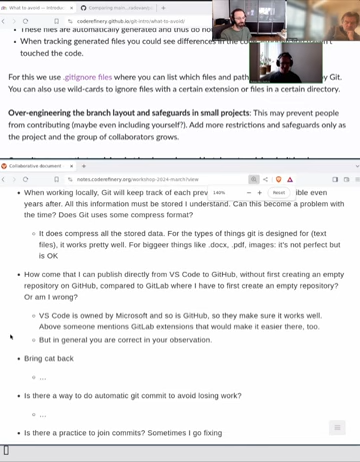 What to avoid — Introduc
Comparing main...radovan
coderefinery.github.io/git-intro/what-to-avoid/
These files are automatically generated and thus do no
When tracking generated files you could see differences in the code
touched the code.
For this we use .gitignore files where you can list which files and path y Git.
You can also use wild-cards to ignore files with a certain extension or files in a certain directory.
Over-engineering the branch layout and safeguards in small projects: This may prevent people
from contributing (maybe even including yourself?). Add more restrictions and safeguards only as
the project and the group of collaborators grows.
Collaborative document
notes.coderefinery.org/workshop-2024-march/view
140%
Reset
When working locally, Git will keep track of each prev ible even
years after. All this information must be stored I understand. Can this become a problem with
the time? Does Git uses some compress format?
It does compress all the stored data. For the types of things git is designed for (text
files), it works pretty well. For biggeer things like .docx, .pdf, images: it's not perfect but
is OK
How come that I can publish directly from VS Code to GitHub, without first creating an empty
repository on GitHub, compared to GitLab where I have to first create an empty repository?
Or am I wrong?
VS Code is owned by Microsoft and so is GitHub, so they make sure it works well.
Above someone mentions GitLab extensions that would make it easier there, too.
But in general you are correct in your observation.
Bring cat back
...
Is there a way to do automatic git commit to avoid losing work?
...
Is there a practice to join commits? Sometimes I go fixing